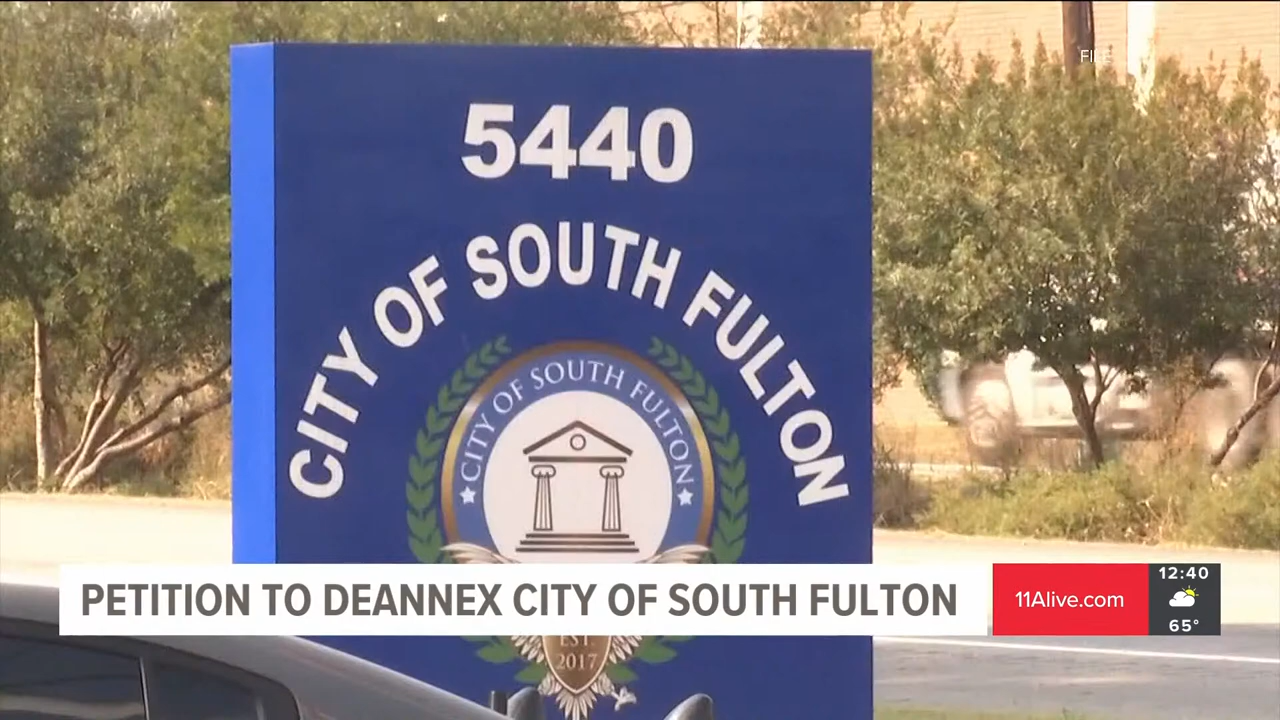 FILE
5440
CITY OF SOUTH FULTON
CITY OF SOUTH FULTON
PETITION TO DEANNEX CITY OF SOUTH FULTON
11Alive.com
12:40
65°
EST.
2017